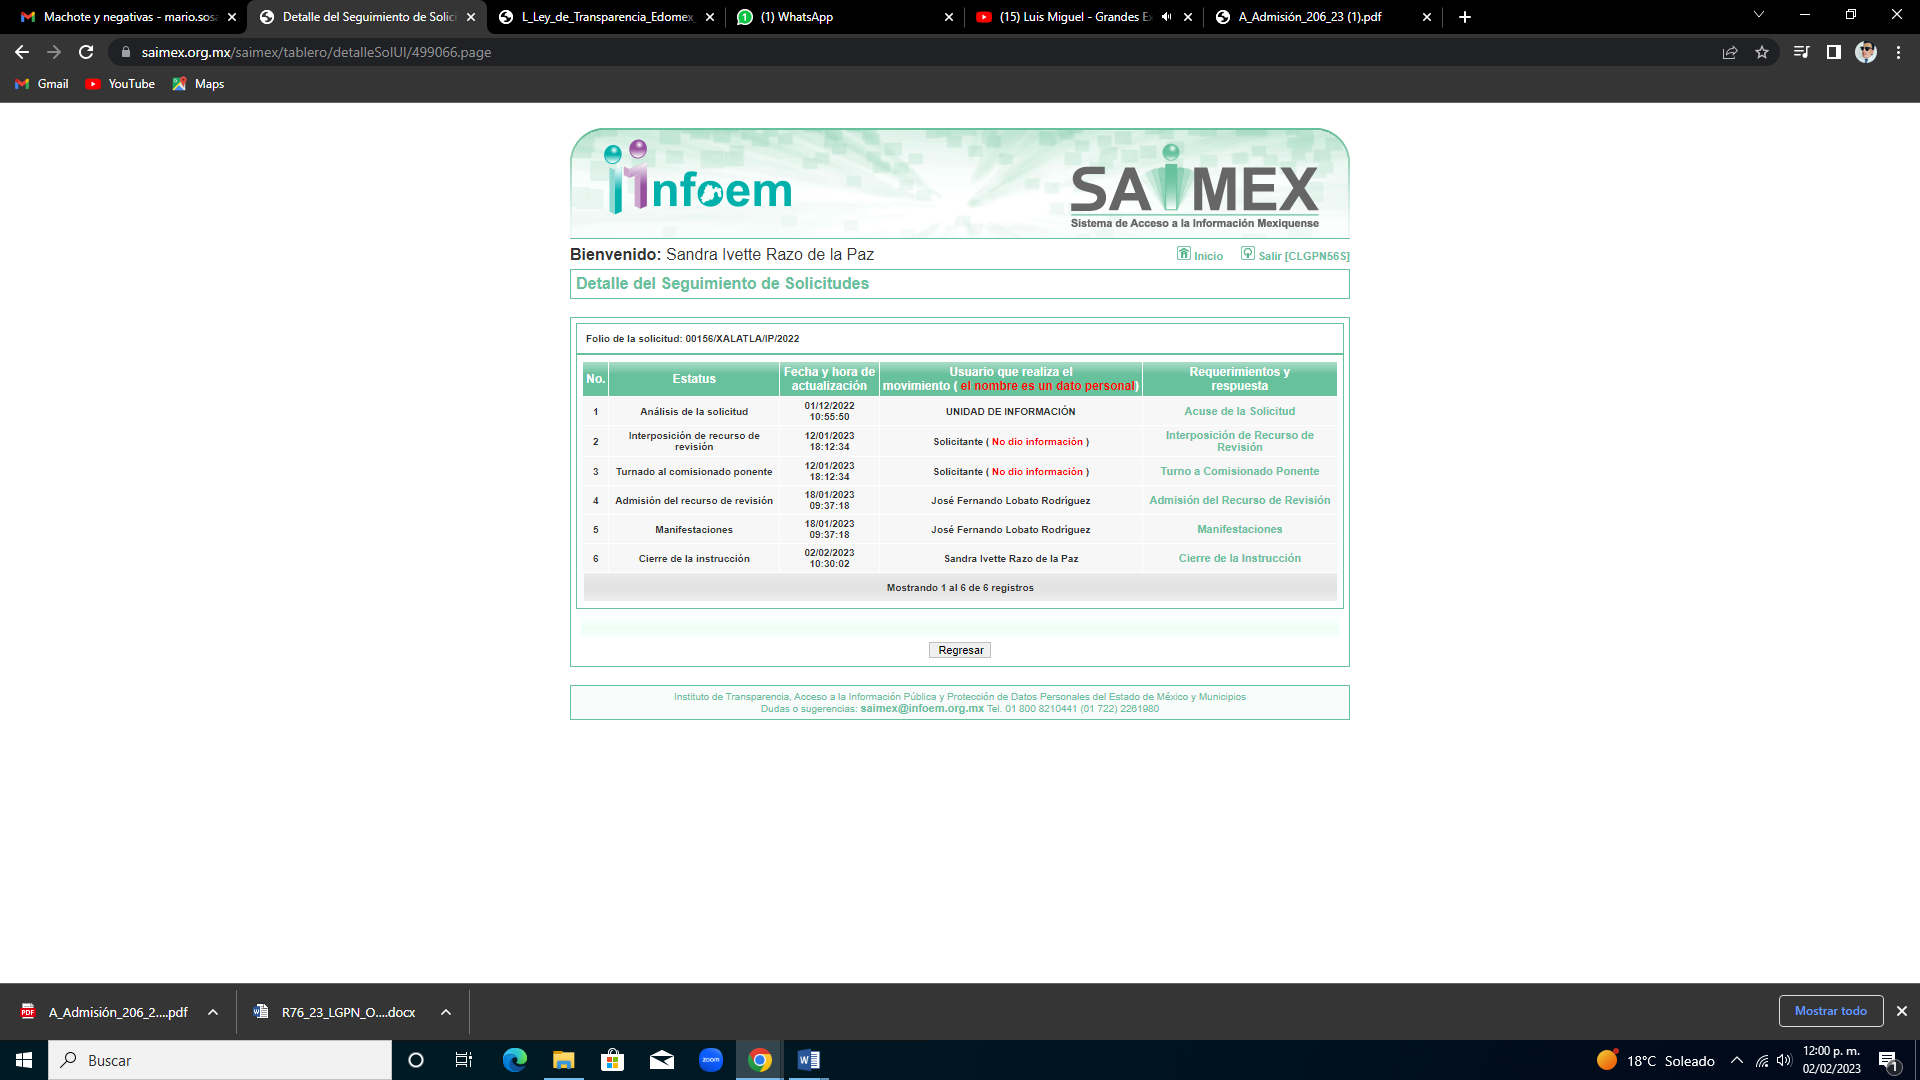 Machote y negativas - mario.sosa
Detalle del Seguimiento de Solici
L_Ley_de_Transparencia_Edomex
(1) WhatsApp
(15) Luis Miguel - Grandes Ex
A_Admisión_206_23 (1).pdf
saimex.org.mx/saimex/tablero/detalleSolUI/499066.page
Gmail
YouTube
Maps
infoem
SAIMEX
Sistema de Acceso a la Información Mexiquense
Bienvenido: Sandra Ivette Razo de la Paz
Inicio
Salir [CLGPN56S]
Detalle del Seguimiento de Solicitudes
Folio de la solicitud: 00156/XALATLA/IP/2022
No. Estatus Fecha y hora de actualización Usuario que realiza el movimiento ( el nombre es un dato personal) Requerimientos y respuesta
1 Análisis de la solicitud 01/12/2022 10:55:50 UNIDAD DE INFORMACIÓN Acuse de la Solicitud
2 Interposición de recurso de revisión 12/01/2023 18:12:34 Solicitante ( No dio información ) Interposición de Recurso de Revisión
3 Turnado al comisionado ponente 12/01/2023 18:12:34 Solicitante ( No dio información ) Turno a Comisionado Ponente
4 Admisión del recurso de revisión 18/01/2023 09:37:18 José Fernando Lobato Rodríguez Admisión del Recurso de Revisión
5 Manifestaciones 18/01/2023 09:37:18 José Fernando Lobato Rodríguez Manifestaciones
6 Cierre de la instrucción 02/02/2023 10:30:02 Sandra Ivette Razo de la Paz Cierre de la Instrucción
Mostrando 1 al 6 de 6 registros
Regresar
Instituto de Transparencia, Acceso a la Información Pública y Protección de Datos Personales del Estado de México y Municipios
Dudas o sugerencias: saimex@infoem.org.mx Tel. 01 800 8210441 (01 722) 2261980
A_Admisión_206_2....pdf
R76_23_LGPN_O....docx
Mostrar todo
Buscar
zoom
18°C Soleado
12:00 p. m.
02/02/2023
1